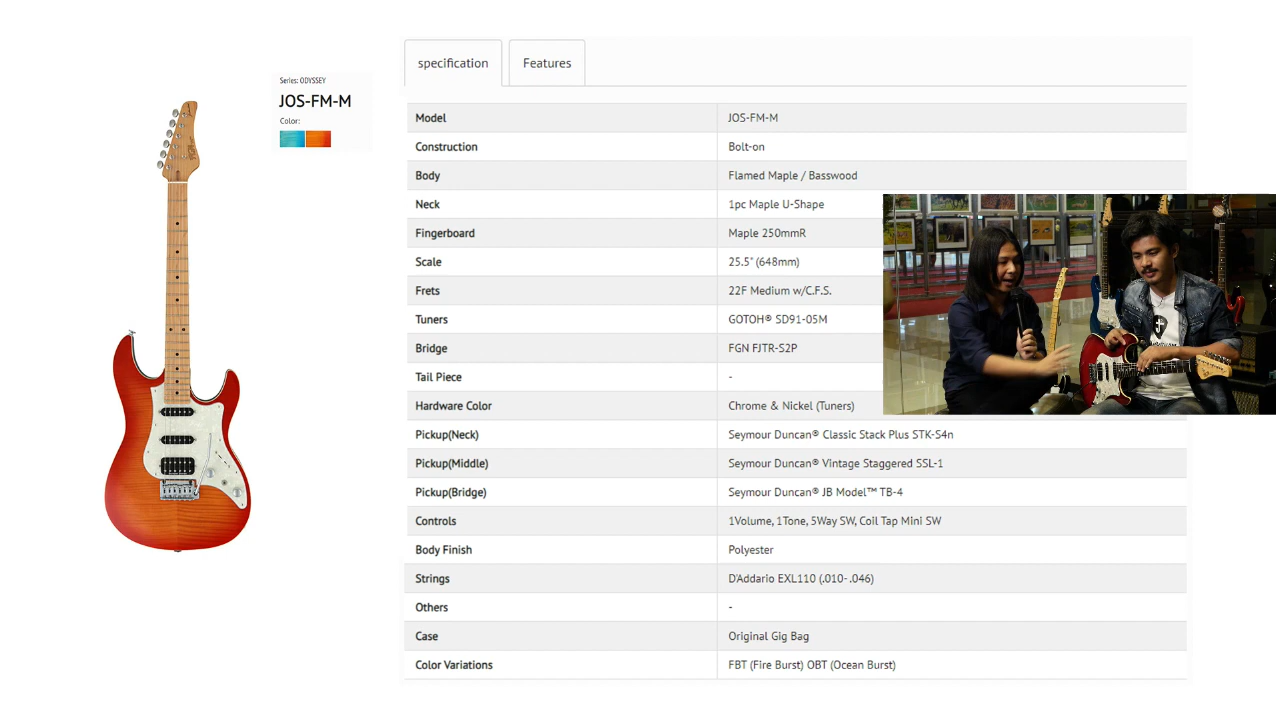 specification
Features
Series: ODYSSEY
JOS-FM-M
Color:
Model JOS-FM-M
Construction Bolt-on
Body Flamed Maple / Basswood
Neck 1pc Maple U-Shape
Fingerboard Maple 250mmR
Scale 25.5" (648mm)
Frets 22F Medium w/C.F.S.
Tuners GOTOH® SD91-05M
Bridge FGN FJTR-S2P
Tail Piece -
Hardware Color Chrome & Nickel (Tuners)
Pickup(Neck) Seymour Duncan® Classic Stack Plus STK-S4n
Pickup(Middle) Seymour Duncan® Vintage Staggered SSL-1
Pickup(Bridge) Seymour Duncan® JB Model™ TB-4
Controls 1Volume, 1Tone, 5Way SW, Coil Tap Mini SW
Body Finish Polyester
Strings D'Addario EXL110 (.010-.046)
Others -
Case Original Gig Bag
Color Variations FBT (Fire Burst) OBT (Ocean Burst)